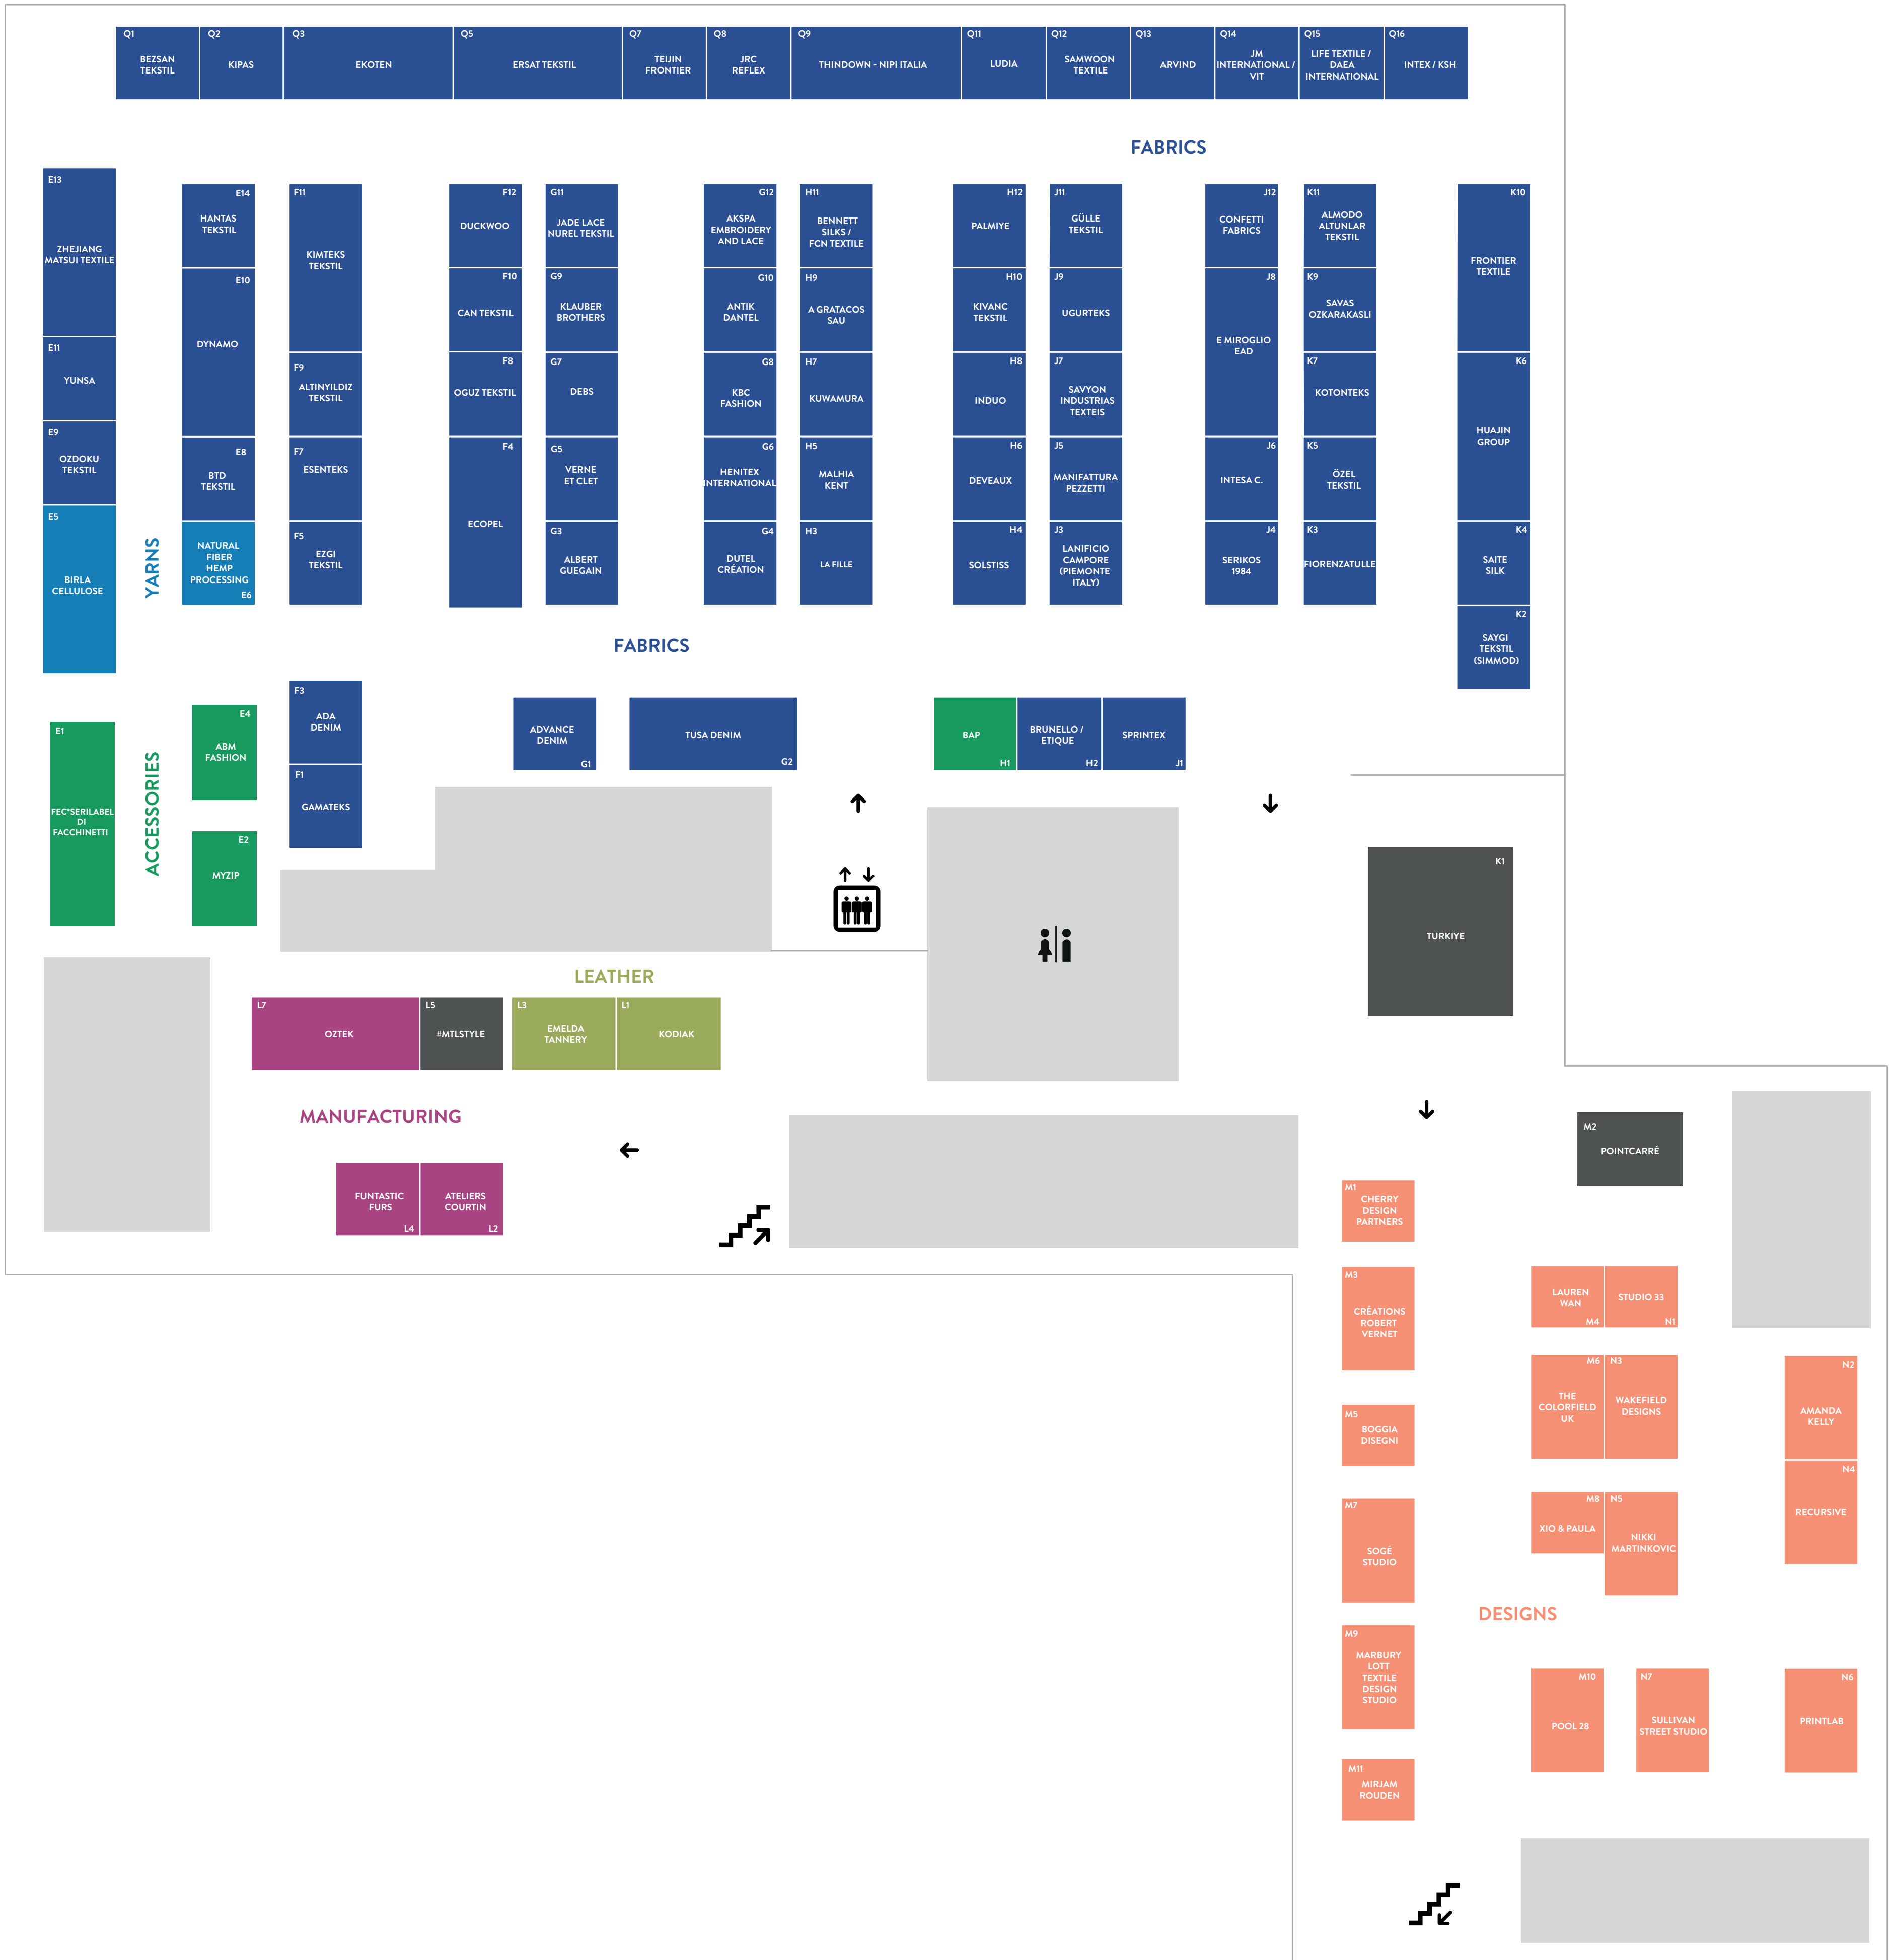 Q1
BEZSAN
TEKSTIL
Q2
KIPAS
Q3
EKOTEN
Q5
ERSAT TEKSTIL
Q7
TEIJIN
FRONTIER
Q8
JRC
REFLEX
Q9
THINDOWN - NIPI ITALIA
Q11
LUDIA
Q12
SAMWOON
TEXTILE
Q13
ARVIND
Q14
JM
INTERNATIONAL /
VIT
Q15
LIFE TEXTILE /
DAEA
INTERNATIONAL
Q16
INTEX / KSH
FABRICS
E13
ZHEJIANG
MATSUI TEXTILE
E11
YUNSA
E9
OZDOKU
TEKSTIL
E5
BIRLA
CELLULOSE
YARNS
E14
HANTAS
TEKSTIL
E10
DYNAMO
E8
BTD
TEKSTIL
NATURAL
FIBER
HEMP
PROCESSING
E6
F11
KIMTEKS
TEKSTIL
F9
ALTINYILDIZ
TEKSTIL
F7
ESENTEKS
F5
EZGI
TEKSTIL
F12
DUCKWOO
F10
CAN TEKSTIL
F8
OGUZ TEKSTIL
F4
ECOPEL
G11
JADE LACE
NUREL TEKSTIL
G9
KLAUBER
BROTHERS
G7
DEBS
G5
VERNE
ET CLET
G3
ALBERT
GUEGAIN
G12
AKSPA
EMBROIDERY
AND LACE
G10
ANTIK
DANTEL
G8
KBC
FASHION
G6
HENITEX
INTERNATIONAL
G4
DUTEL
CRÉATION
H11
BENNETT
SILKS /
FCN TEXTILE
H9
A GRATACOS
SAU
H7
KUWAMURA
H5
MALHIA
KENT
H3
LA FILLE
H12
PALMIYE
H10
KIVANC
TEKSTIL
H8
INDUO
H6
DEVEAUX
H4
SOLSTISS
J11
GÜLLE
TEKSTIL
J9
UGURTEKS
J7
SAVYON
INDUSTRIAS
TEXTEIS
J5
MANIFATTURA
PEZZETTI
J3
LANIFICIO
CAMPORE
(PIEMONTE
ITALY)
J12
CONFETTI
FABRICS
J8
E MIROGLIO
EAD
J6
INTESA C.
J4
SERIKOS
1984
K11
ALMODO
ALTUNLAR
TEKSTIL
K9
SAVAS
OZKARAKASLI
K7
KOTONTEKS
K5
ÖZEL
TEKSTIL
K3
FIORENZATULLE
K10
FRONTIER
TEXTILE
K6
HUAJIN
GROUP
K4
SAITE
SILK
K2
SAYGI
TEKSTIL
(SIMMOD)
FABRICS
E1
FEC*SERILABEL
DI
FACCHINETTI
ACCESSORIES
E4
ABM
FASHION
E2
MYZIP
F3
ADA
DENIM
F1
GAMATEKS
ADVANCE
DENIM
G1
TUSA DENIM
G2
BAP
H1
BRUNELLO /
ETIQUE
H2
SPRINTEX
J1
K1
TURKIYE
LEATHER
L7
OZTEK
L5
#MTLSTYLE
L3
EMELDA
TANNERY
L1
KODIAK
MANUFACTURING
FUNTASTIC
FURS
L4
ATELIERS
COURTIN
L2
M2
POINTCARRÉ
M1
CHERRY
DESIGN
PARTNERS
M3
CRÉATIONS
ROBERT
VERNET
M5
BOGGIA
DISEGNI
M7
SOGÉ
STUDIO
M9
MARBURY
LOTT
TEXTILE
DESIGN
STUDIO
M11
MIRJAM
ROUDEN
LAUREN
WAN
M4
STUDIO 33
N1
M6
THE
COLORFIELD
UK
N3
WAKEFIELD
DESIGNS
N2
AMANDA
KELLY
N4
RECURSIVE
M8
XIO & PAULA
N5
NIKKI
MARTINKOVIC
DESIGNS
M10
POOL 28
N7
SULLIVAN
STREET STUDIO
N6
PRINTLAB